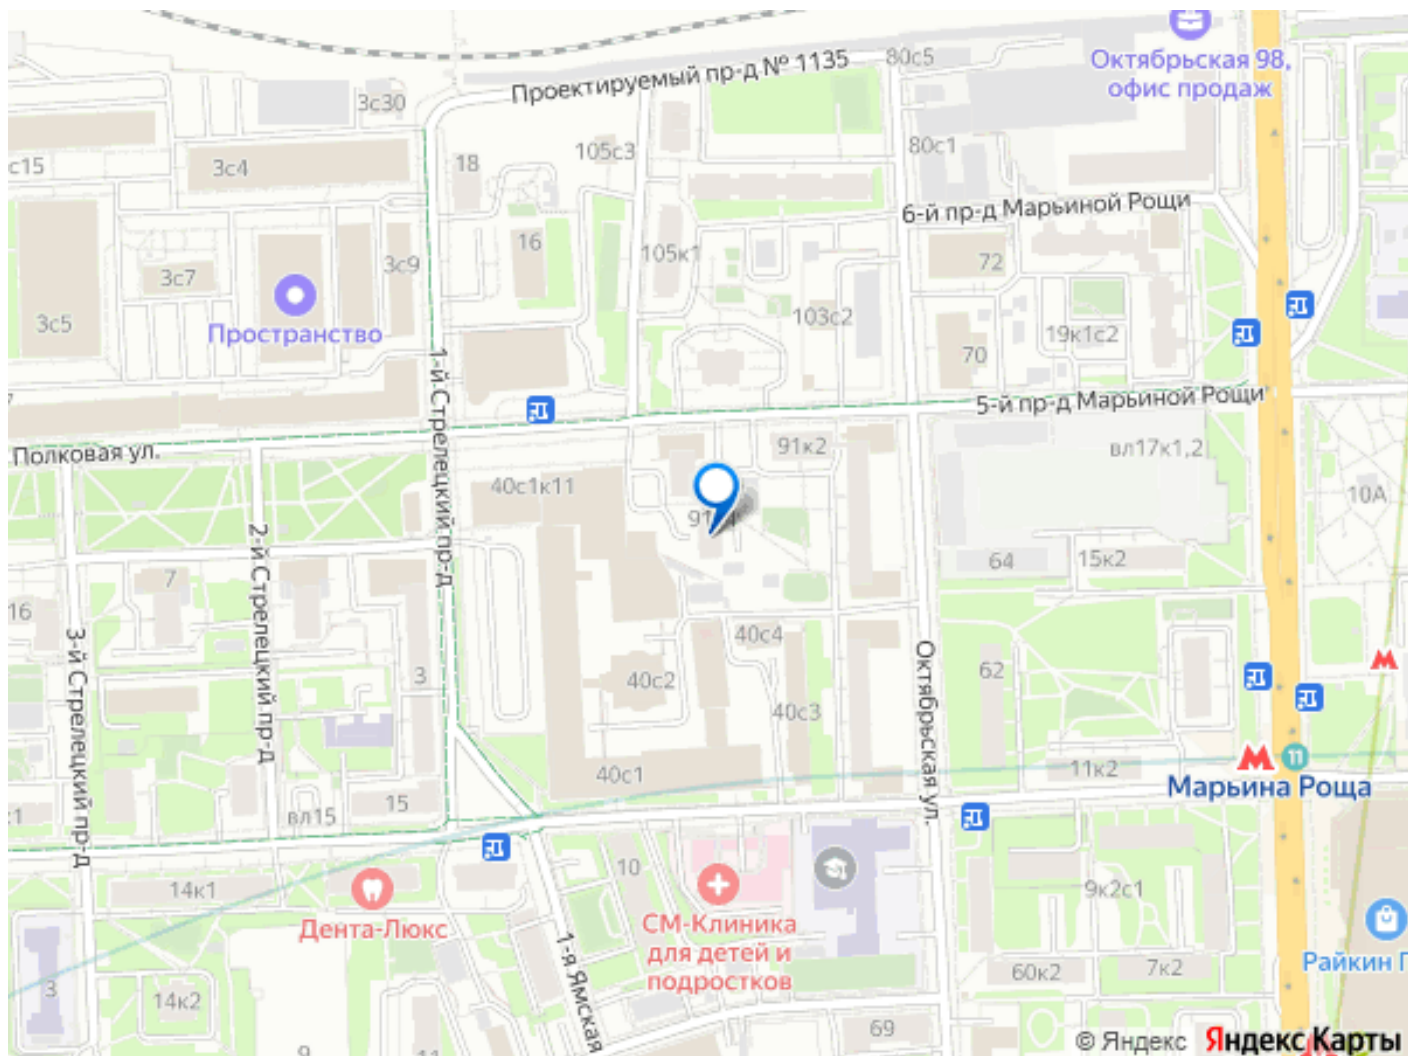 Октябрьская 98,
офис продаж
80с5
Проектируемый пр-д № 1135
3с30
80с1
105с3
с15
3с4
18
6-й пр-д Марьиной Рощи
16
105к1
3с9
72
3с7
103с2
3с5
Пространство
19к1с2
70
1-й Стрелецкий пр-д
5-й пр-д Марьиной Рощи
91к2
вл17к1,2
Полковая ул.
40с1к11
10А
64
15к2
2-й Стрелецкий пр-д
7
16
3-й Стрелецкий пр-д
40с4
Октябрьская ул.
62
3
40с2
40с3
40с1
11к2
11
Марьина Роща
15
вл15
14к1
10
9к2с1
Дента-Люкс
СМ-Клиника
для детей и
подростков
1-я Ямская
60к2
7к2
Райкин П
3
14к2
69
© Яндекс
Яндекс Карты